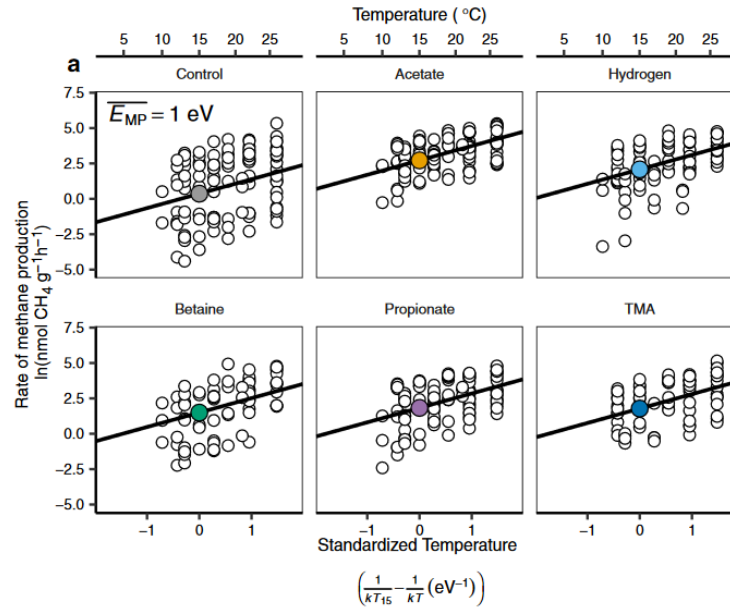 Temperature ( °C)
5 10 15 20 25 5 10 15 20 25 5 10 15 20 25
a
Control Acetate Hydrogen
7.5
5.0
2.5
0.0
−2.5
−5.0
E̅M̅P̅ = 1 eV
Betaine Propionate TMA
7.5
5.0
2.5
0.0
−2.5
−5.0
Rate of methane production
ln(nmol CH₄ g⁻¹h⁻¹)
−1 0 1 −1 0 1 −1 0 1
Standardized Temperature
(1/kT₁₅ − 1/kT (eV⁻¹))